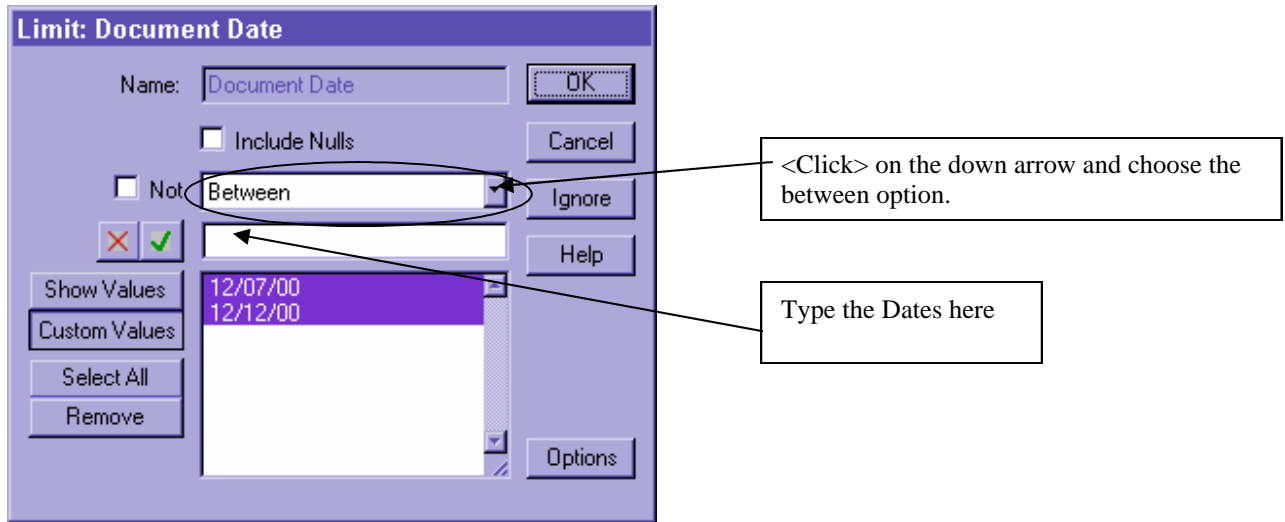 Limit: Document Date
Name: Document Date OK
Include Nulls Cancel
Not Between Ignore
Help
Show Values
Custom Values
Select All
Remove
12/07/00
12/12/00
Options
<Click> on the down arrow and choose the
between option.
Type the Dates here